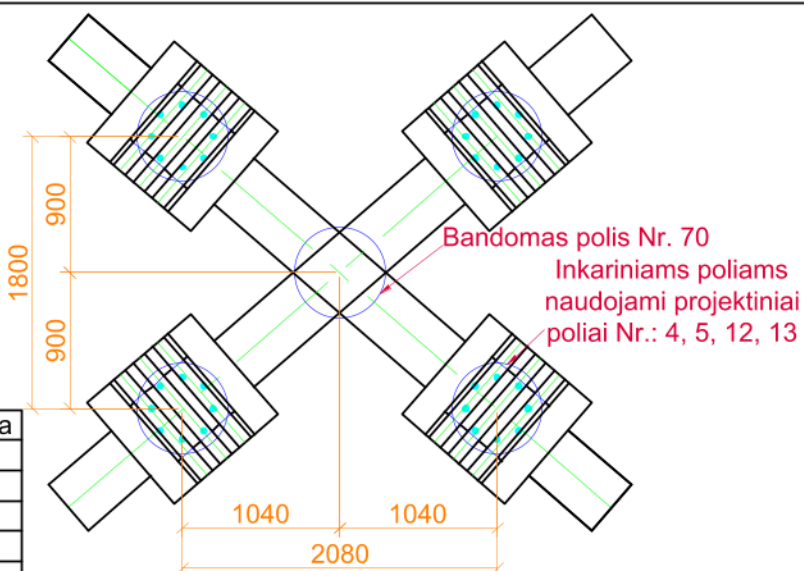 900
1800
900
Bandomas polis Nr. 70
Inkariniams poliams
naudojami projektiniai
poliai Nr.: 4, 5, 12, 13
a
1040
1040
2080